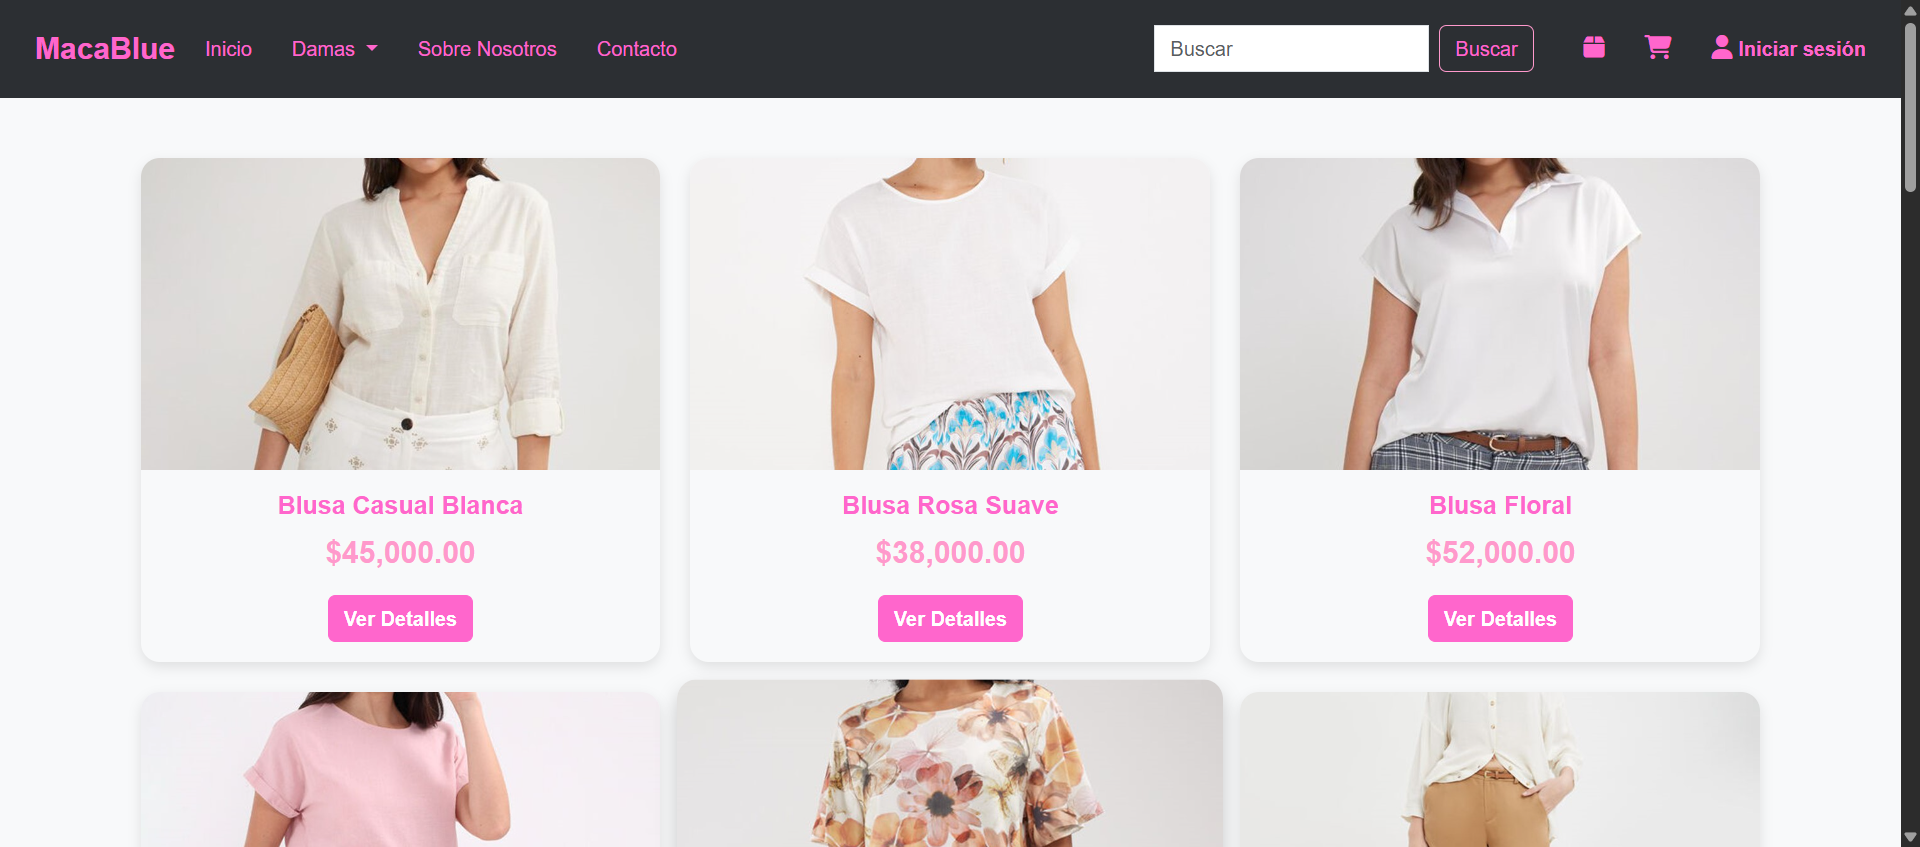 MacaBlue Inicio Damas Sobre Nosotros Contacto Buscar Buscar Iniciar sesión
Blusa Casual Blanca
$45,000.00
Ver Detalles
Blusa Rosa Suave
$38,000.00
Ver Detalles
Blusa Floral
$52,000.00
Ver Detalles